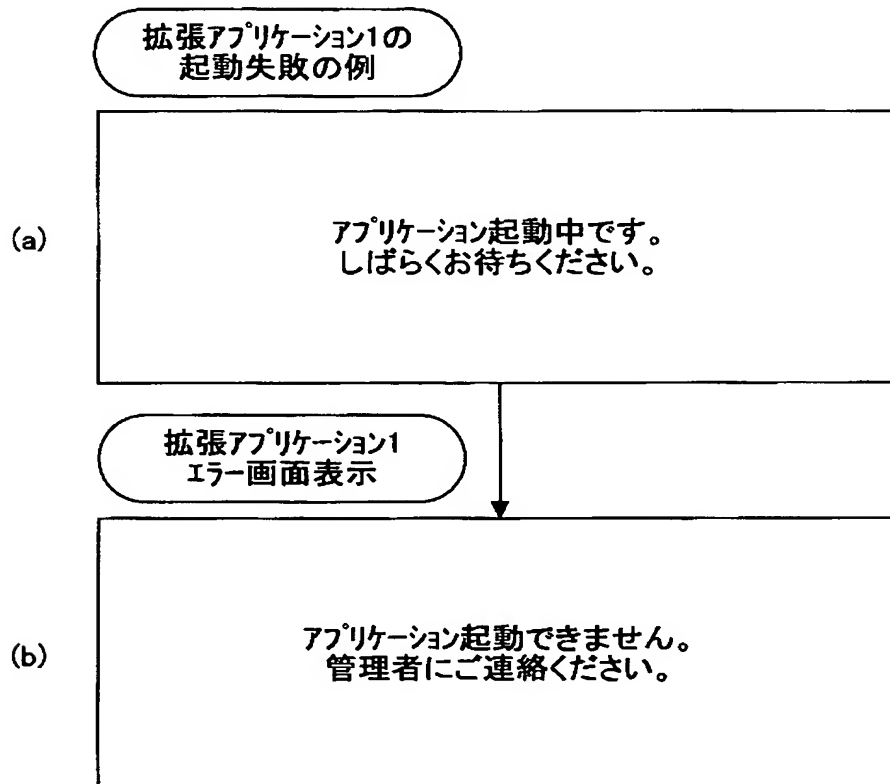 拡張アプリケーション1の
起動失敗の例
(a)
アプリケーション起動中です。
しばらくお待ちください。
拡張アプリケーション1
エラー画面表示
(b)
アプリケーション起動できません。
管理者にご連絡ください。